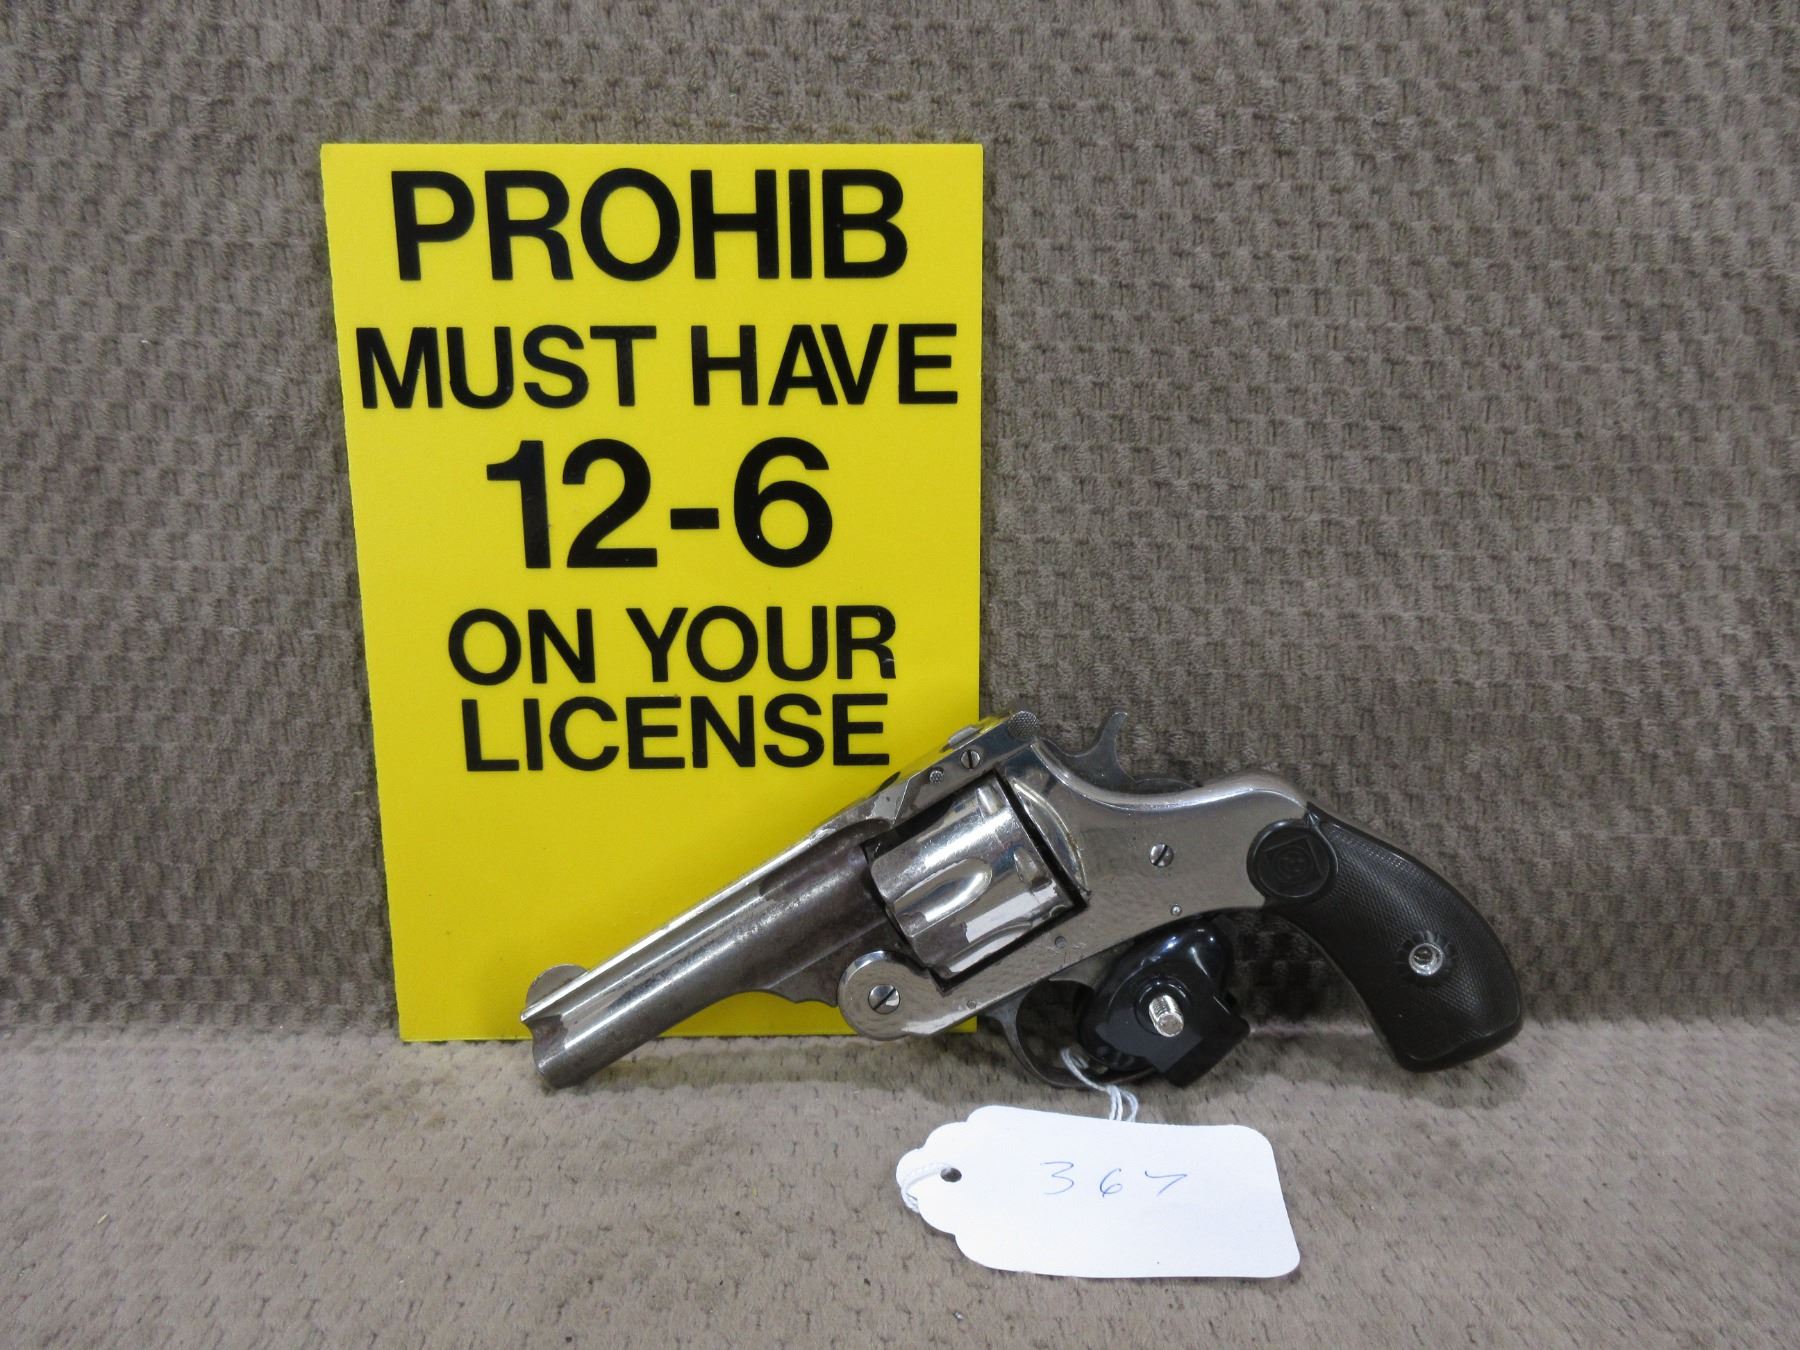 PROHIB
MUST HAVE
12-6
ON YOUR
LICENSE
367